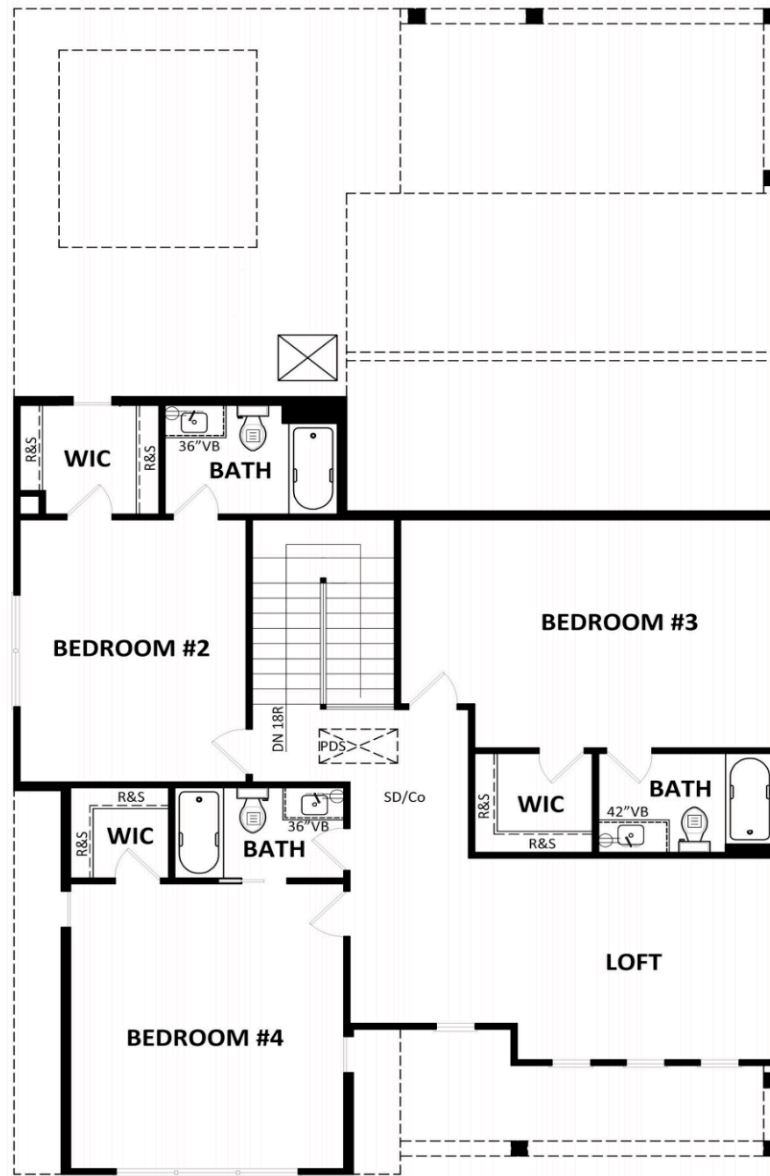 36"VB
R&S
WIC
R&S
BATH
BEDROOM #3
BEDROOM #2
DN 18R
PDS
SD/Co
R&S
R&S
WIC
36"VB
BATH
R&S
WIC
R&S
42"VB
BATH
LOFT
BEDROOM #4